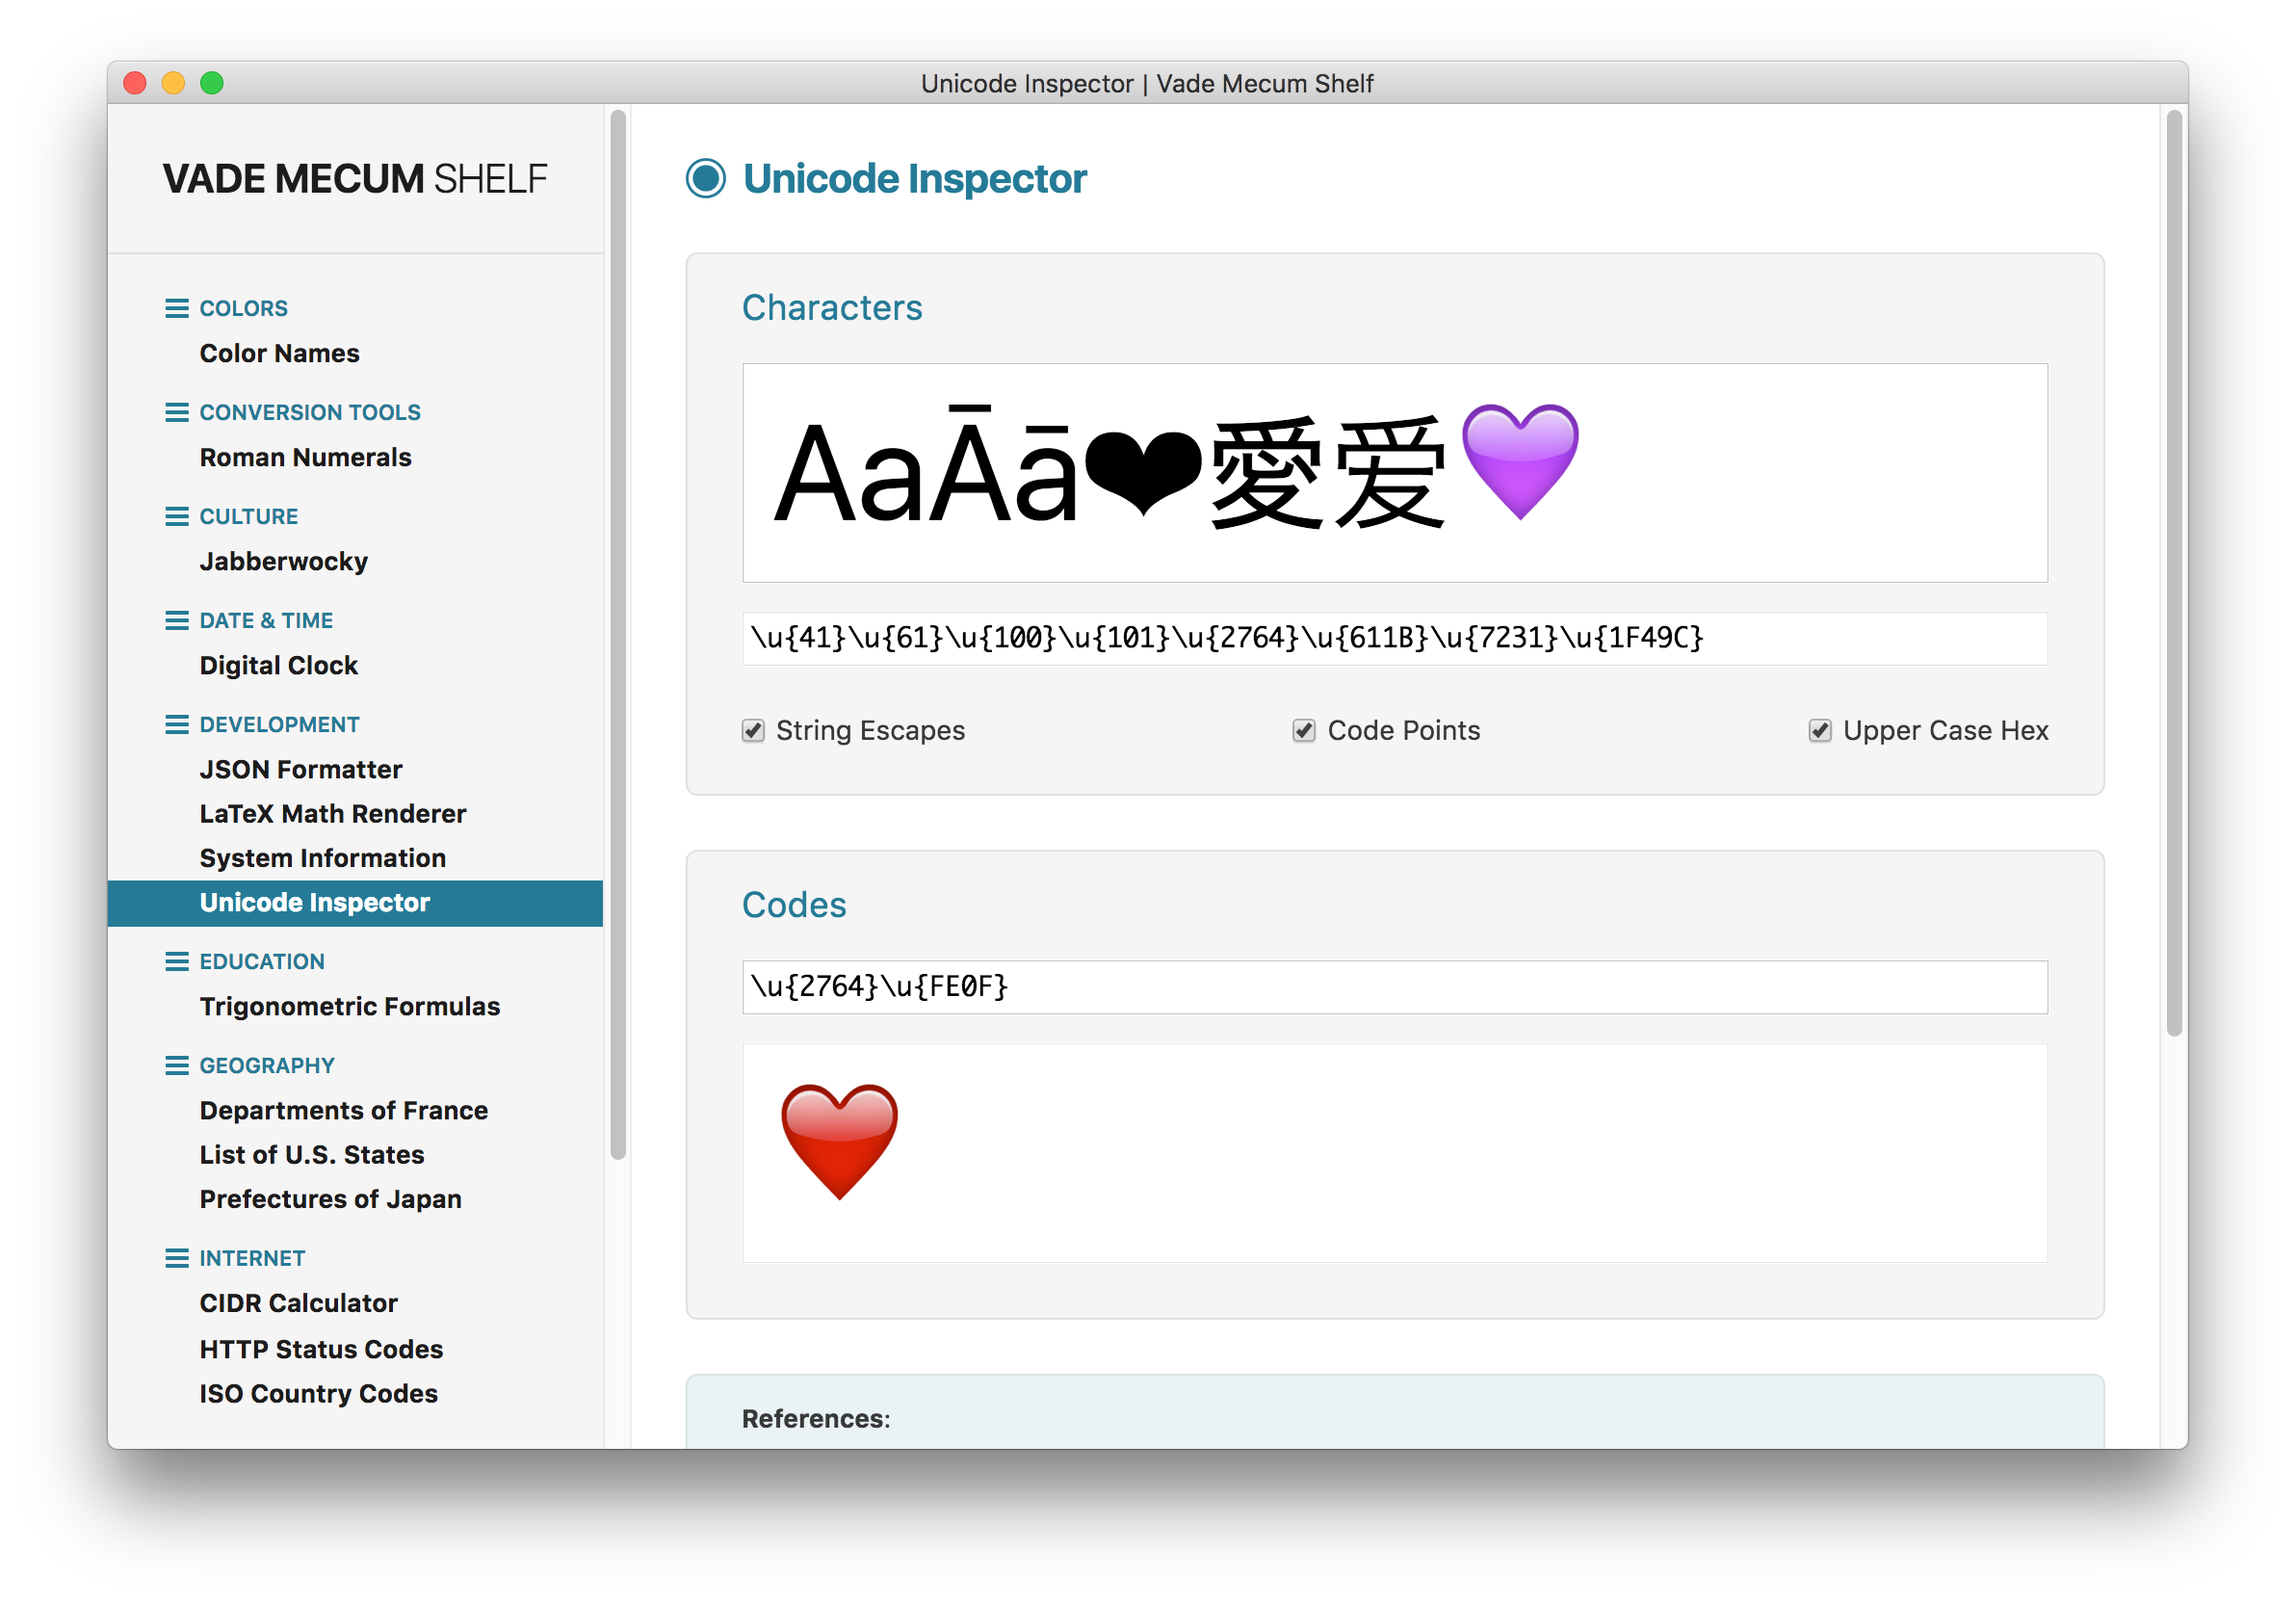 Unicode Inspector | Vade Mecum Shelf
VADE MECUM SHELF
COLORS
Color Names
CONVERSION TOOLS
Roman Numerals
CULTURE
Jabberwocky
DATE & TIME
Digital Clock
DEVELOPMENT
JSON Formatter
LaTeX Math Renderer
System Information
Unicode Inspector
EDUCATION
Trigonometric Formulas
GEOGRAPHY
Departments of France
List of U.S. States
Prefectures of Japan
INTERNET
CIDR Calculator
HTTP Status Codes
ISO Country Codes
Unicode Inspector
Characters
AaĀā❤愛爱💜
\u{41}\u{61}\u{100}\u{101}\u{2764}\u{611B}\u{7231}\u{1F49C}
String Escapes
Code Points
Upper Case Hex
Codes
\u{2764}\u{FE0F}
❤️
References: